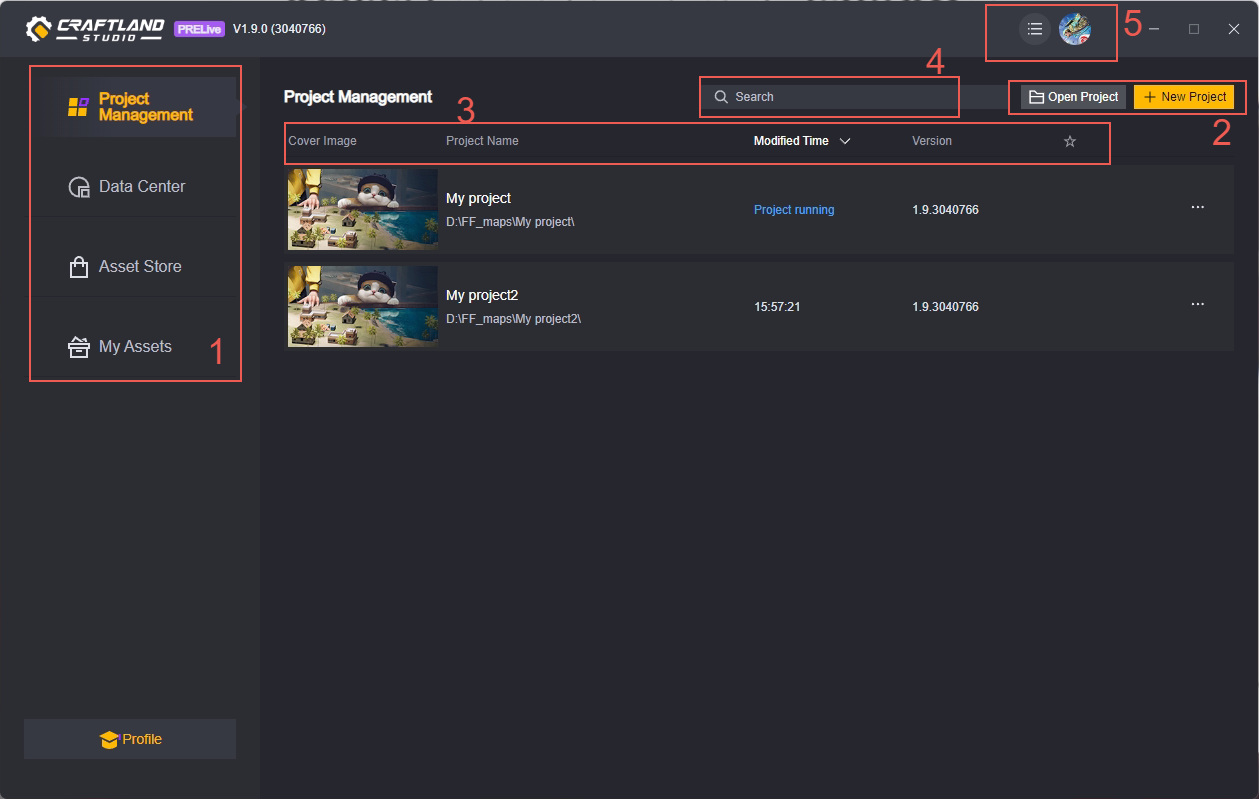 CRAFTLAND
STUDIO
PRELive
V1.9.0 (3040766)
5
Project
Management
Data Center
Asset Store
My Assets
1
Profile
Project Management
4
Search
Open Project
New Project
2
3
Cover Image
Project Name
Modified Time
Version
My project
D:\FF_maps\My project\
Project running
1.9.3040766
My project2
D:\FF_maps\My project2\
15:57:21
1.9.3040766